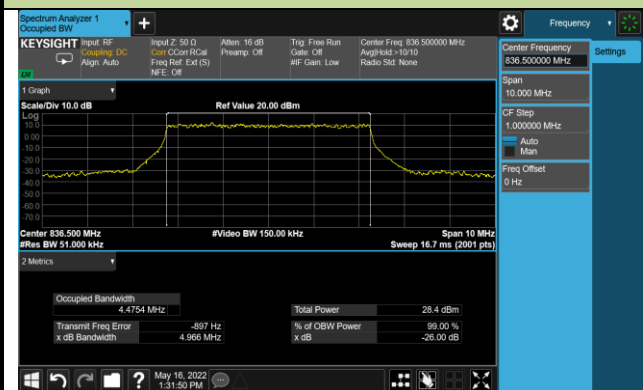 Spectrum Analyzer 1
Occupied BW
+
Frequency
KEYSIGHT
Input: RF
Coupling: DC
Align: Auto
Input Z: 50 Ω
Corr CCorr RCal
Freq Ref: Ext (S)
NFE: Off
Atten: 16 dB
Preamp: Off
Trig: Free Run
Gate: Off
#IF Gain: Low
Center Freq: 836.500000 MHz
Avg|Hold:>10/10
Radio Std: None
Center Frequency
836.500000 MHz
Settings
Span
10.000 MHz
CF Step
1.000000 MHz
Auto
Man
Freq Offset
0 Hz
1 Graph
Scale/Div 10.0 dB
Ref Value 20.00 dBm
Log
10.0
0.00
-10.0
-20.0
-30.0
-40.0
-50.0
-60.0
-70.0
Center 836.500 MHz
#Video BW 150.00 kHz
Span 10 MHz
#Res BW 51.000 kHz
Sweep 16.7 ms (2001 pts)
2 Metrics
Occupied Bandwidth
4.4754 MHz
Total Power
28.4 dBm
Transmit Freq Error
-897 Hz
% of OBW Power
99.00 %
x dB Bandwidth
4.966 MHz
x dB
-26.00 dB
?
May 16, 2022
1:31:50 PM